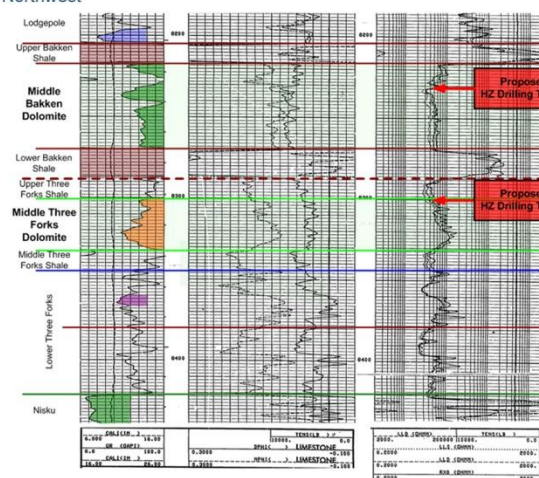 Northwest
Lodgepole
Upper Bakken
Shale
Middle
Bakken
Dolomite
Lower Bakken
Shale
Upper Three
Forks Shale
Middle Three
Forks
Dolomite
Middle Three
Forks Shale
Lower Three Forks
Nisku
8200
8300
8400
8200
8400
Propose
HZ Drilling T
Propose
HZ Drilling T
CALI(IN )
6.000 16.00
GR (GAPI)
0.0 100.0
CALI(IN )
16.00 26.00
TENS(LB )
10000. 0.0
DPHI( ) LIMESTONE
0.3000 -0.100
NPHI( ) LIMESTONE
0.3000 -0.100
LLD (OHMM) TENS(LB )
LLS (OHMM)
0.2000
LLD (OHMM)
0.2000
RXO (OHMM)
0.2000